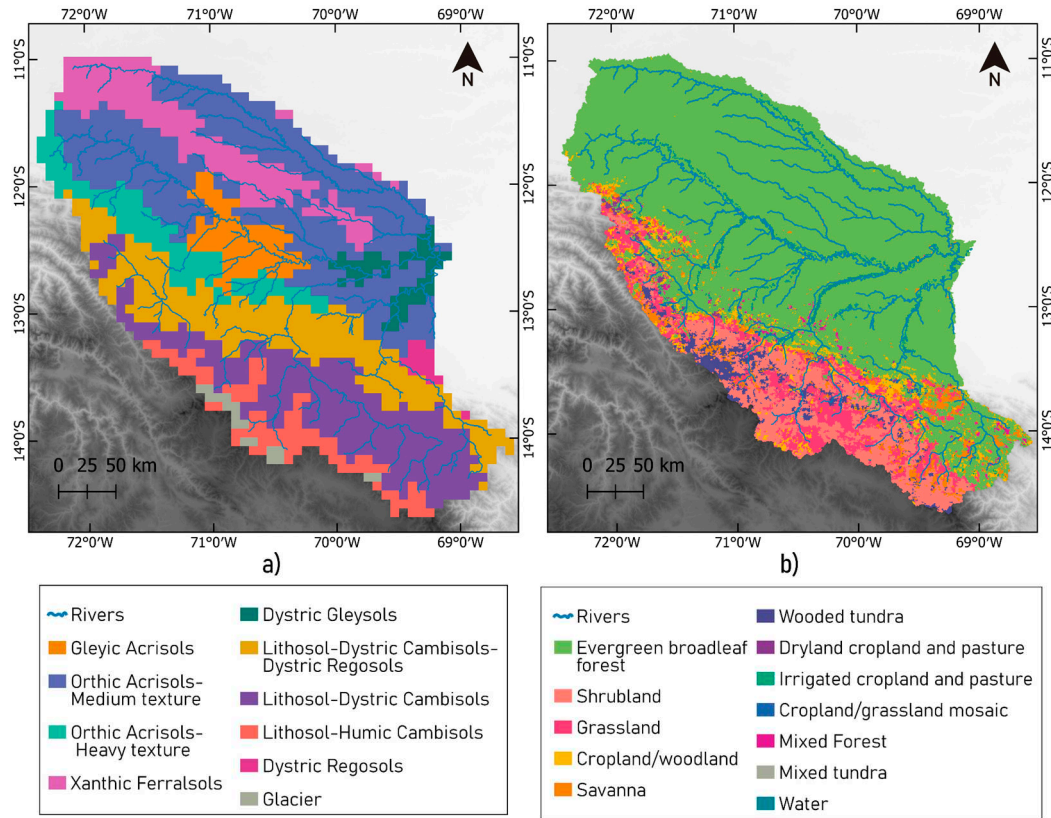 72°0'W 71°0'W 70°0'W 69°0'W
72°0'W 71°0'W 70°0'W 69°0'W
11°0'S
12°0'S
13°0'S
14°0'S
N
0 25 50 km
72°0'W 71°0'W 70°0'W 69°0'W
a)
11°0'S
12°0'S
13°0'S
14°0'S
N
0 25 50 km
72°0'W 71°0'W 70°0'W 69°0'W
b)
Rivers
Gleyic Acrisols
Orthic Acrisols-
Medium texture
Orthic Acrisols-
Heavy texture
Xanthic Ferralsols
Dystric Gleysols
Lithosol-Dystric Cambisols-
Dystric Regosols
Lithosol-Dystric Cambisols
Lithosol-Humic Cambisols
Dystric Regosols
Glacier
Rivers
Evergreen broadleaf
forest
Shrubland
Grassland
Cropland/woodland
Savanna
Wooded tundra
Dryland cropland and pasture
Irrigated cropland and pasture
Cropland/grassland mosaic
Mixed Forest
Mixed tundra
Water